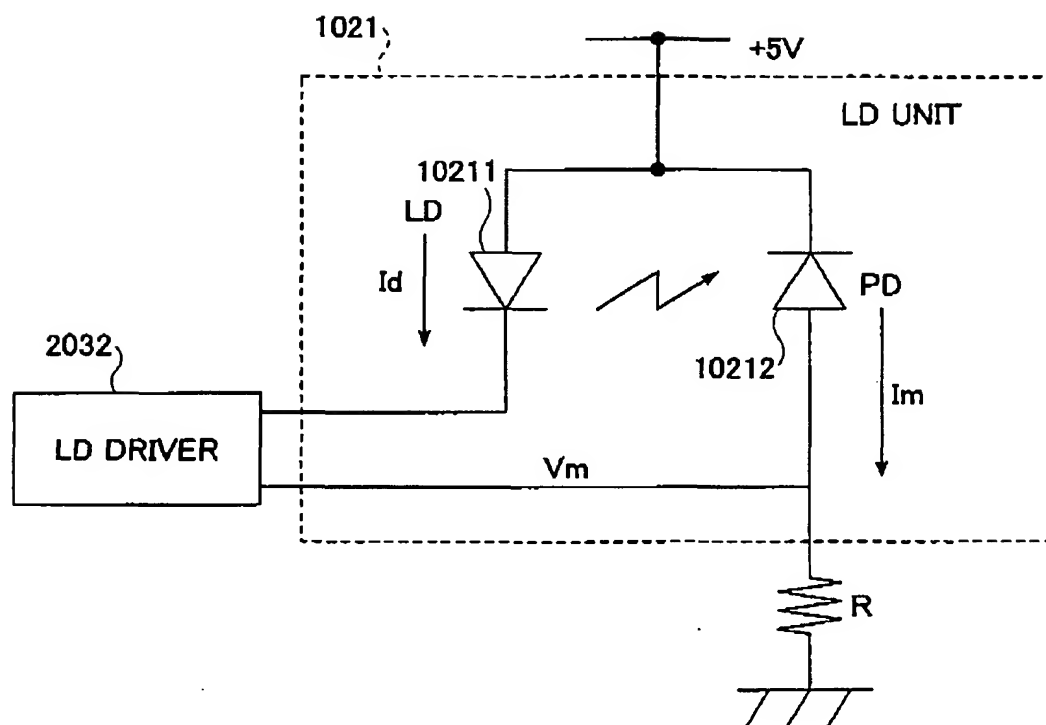 1021
+5V
LD UNIT
10211
LD
Id
PD
10212
Im
2032
LD DRIVER
Vm
R